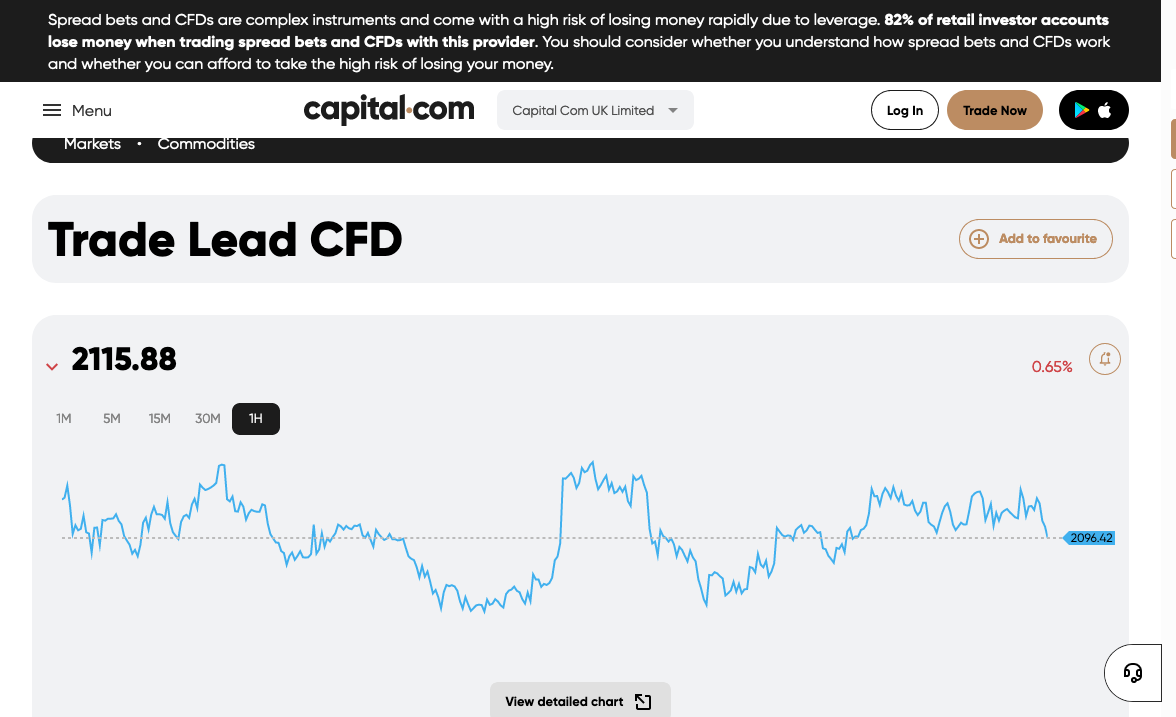 Spread bets and CFDs are complex instruments and come with a high risk of losing money rapidly due to leverage. 82% of retail investor accounts
lose money when trading spread bets and CFDs with this provider. You should consider whether you understand how spread bets and CFDs work
and whether you can afford to take the high risk of losing your money.
Menu
capital.com
Capital Com UK Limited
Log In
Trade Now
Markets • Commodities
Trade Lead CFD
Add to favourite
2115.88
0.65%
1M 5M 15M 30M 1H
2096.42
View detailed chart